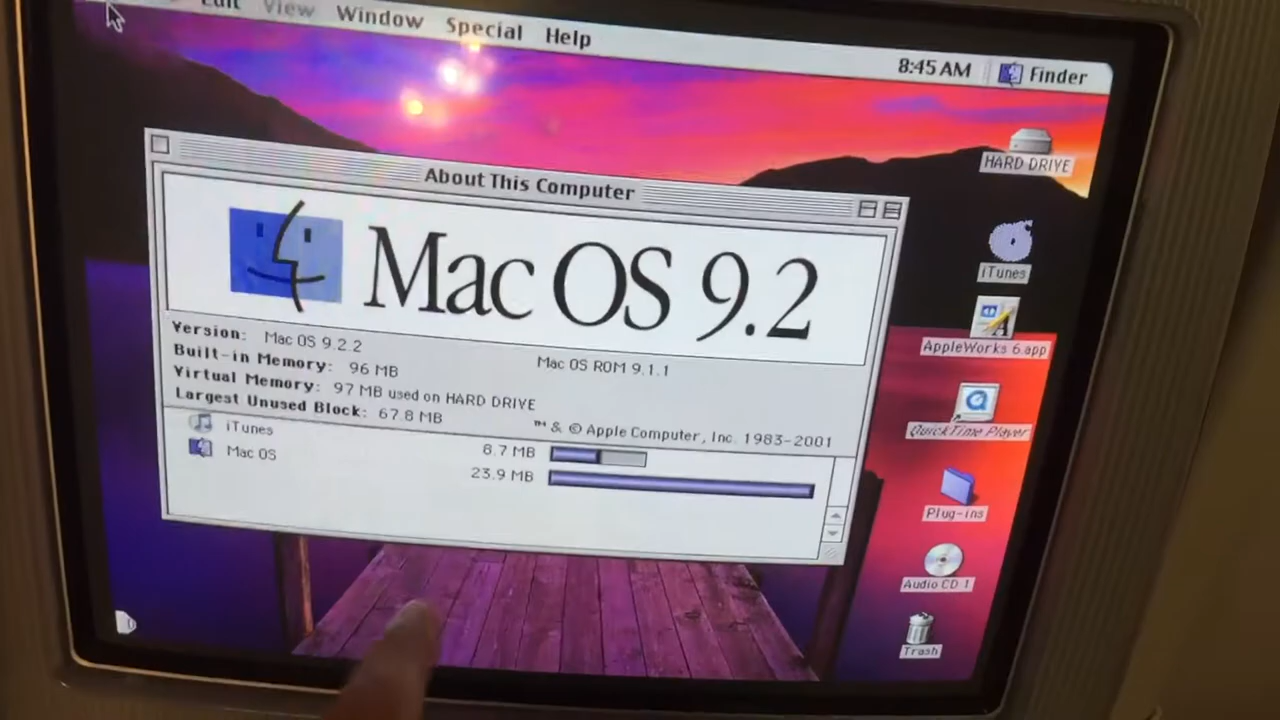 Edit View Window Special Help
8:45 AM Finder
About This Computer
Mac OS 9.2
Version: Mac OS 9.2.2
Mac OS ROM 9.1.1
Built-in Memory: 96 MB
Virtual Memory: 97 MB used on HARD DRIVE
Largest Unused Block: 67.8 MB
™ & © Apple Computer, Inc. 1983-2001
iTunes 8.7 MB
Mac OS 23.9 MB
HARD DRIVE
iTunes
AppleWorks 6.app
QuickTime Player
Plug-ins
Audio CD 1
Trash